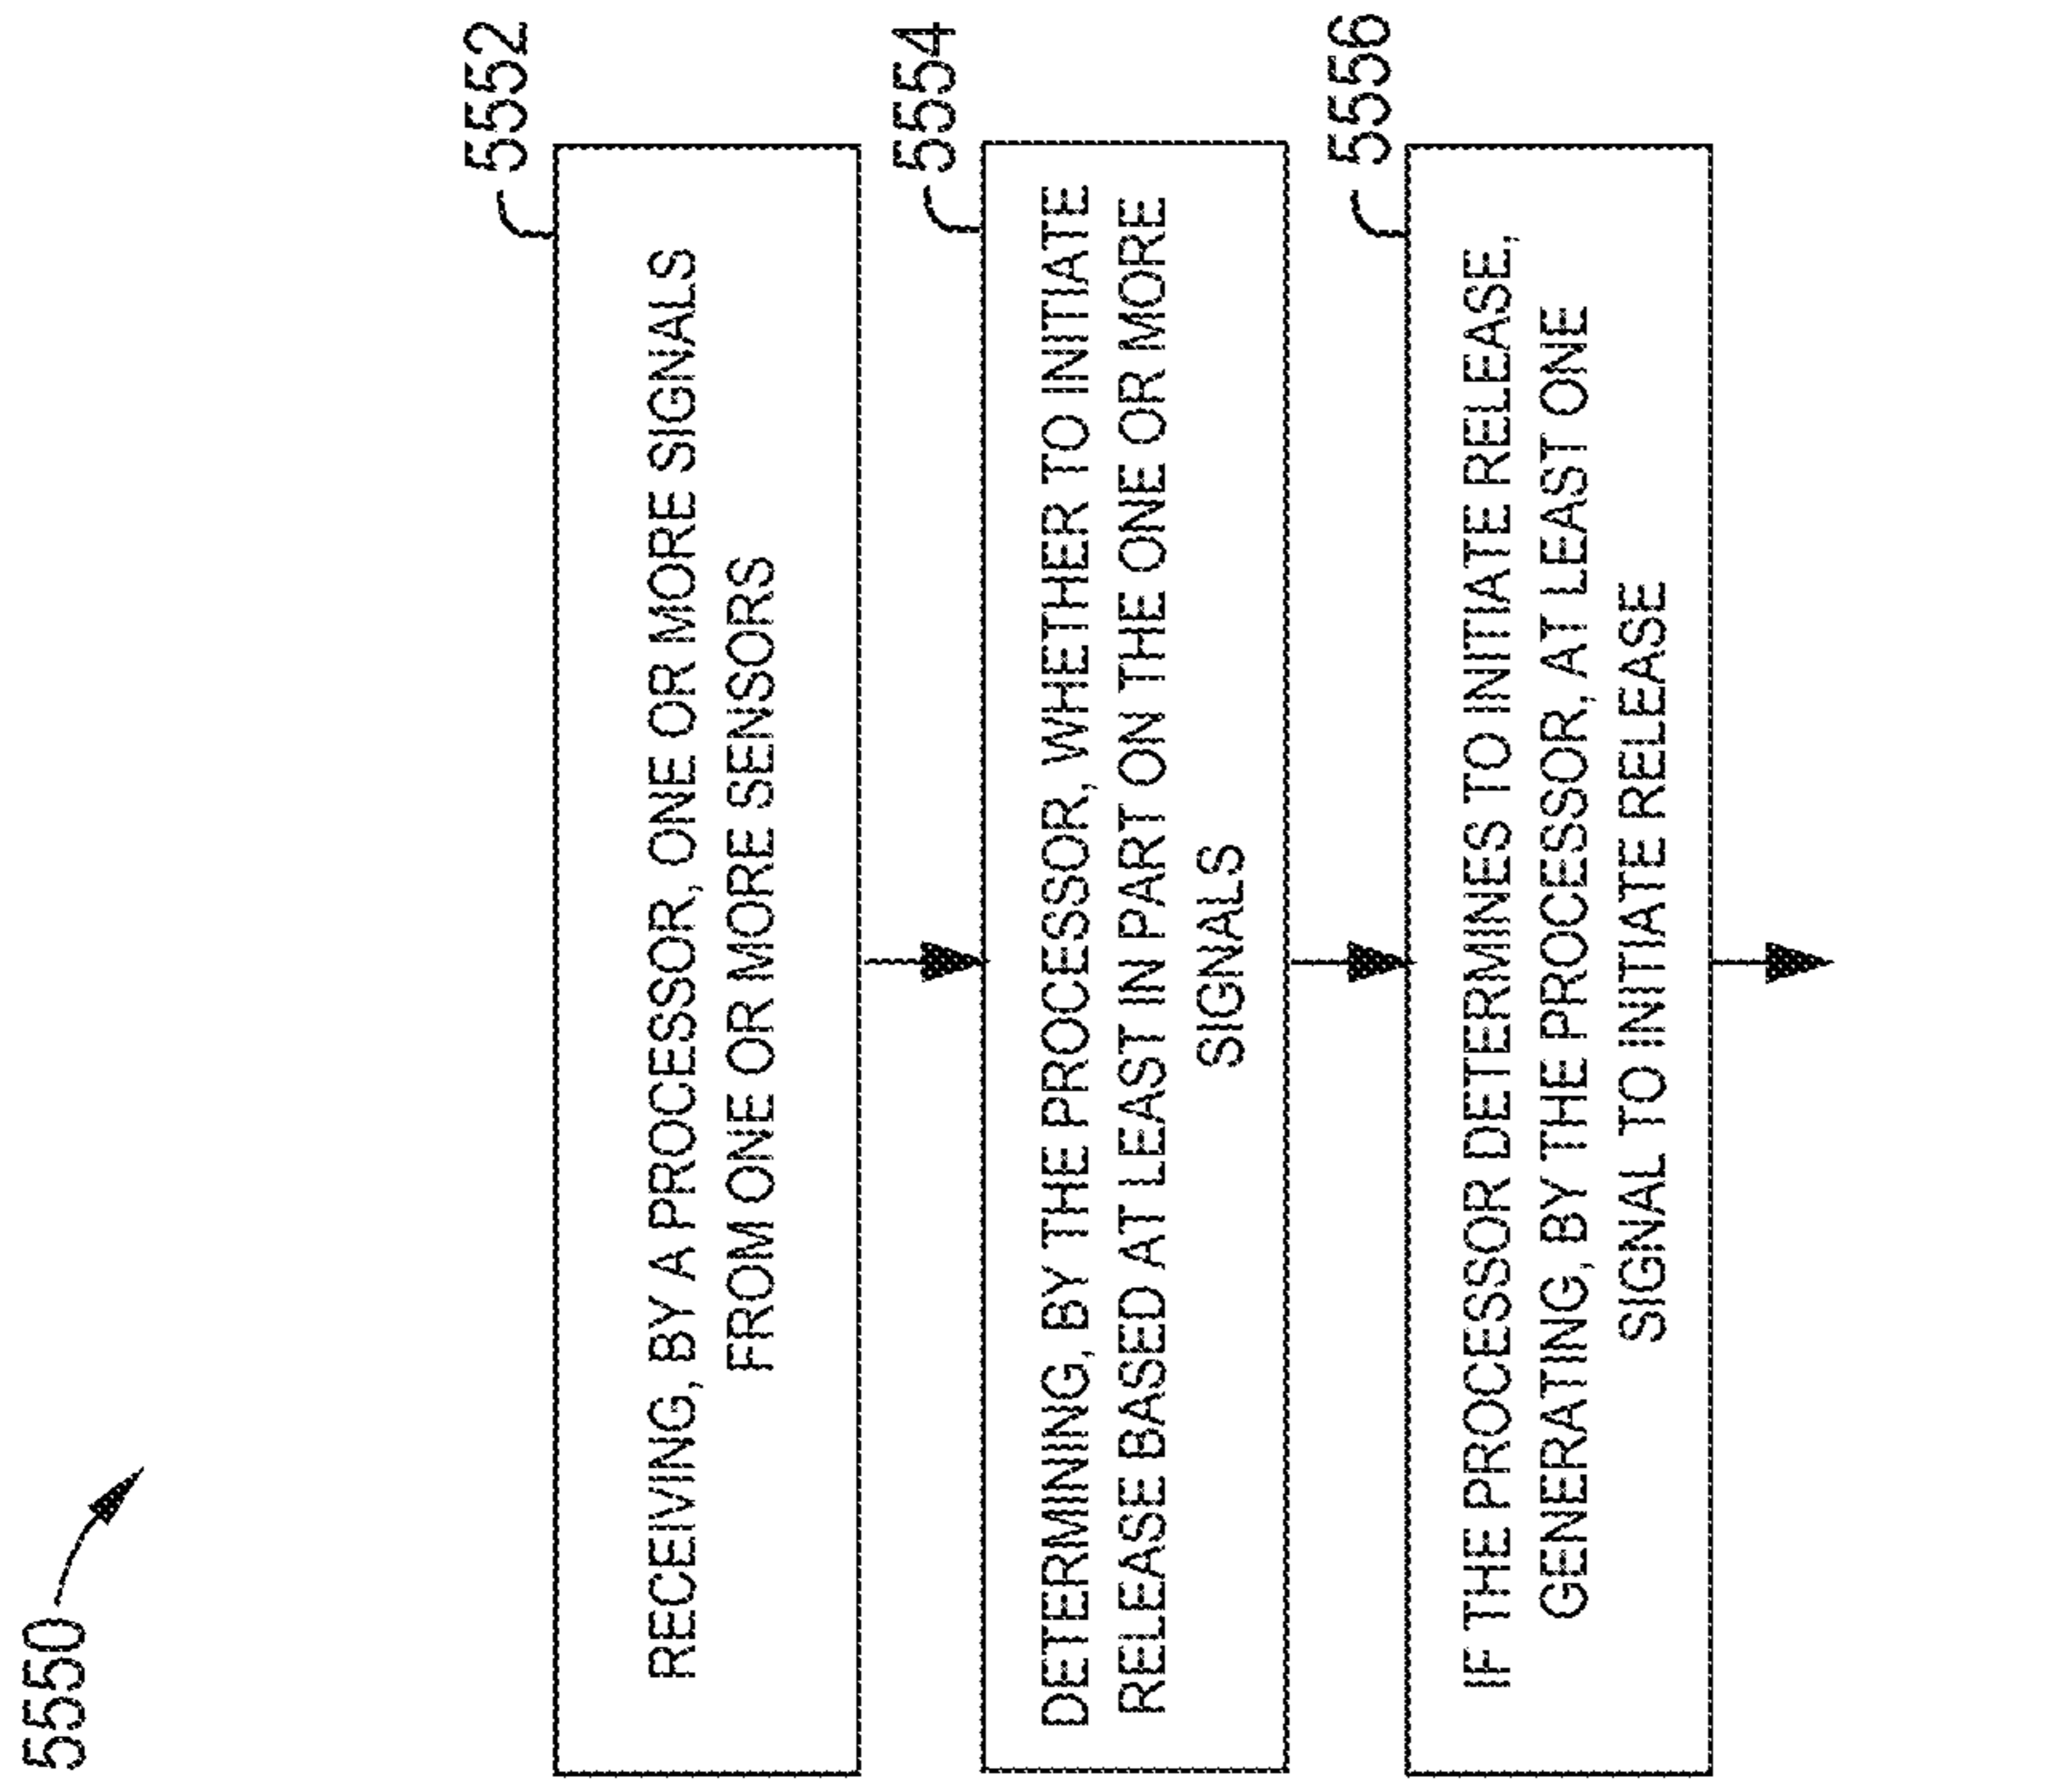 5550
5552
RECEIVING, BY A PROCESSOR, ONE OR MORE SIGNALS
FROM ONE OR MORE SENSORS
5554
DETERMINING, BY THE PROCESSOR, WHETHER TO INITIATE
RELEASE BASED AT LEAST IN PART ON THE ONE OR MORE
SIGNALS
5556
IF THE PROCESSOR DETERMINES TO INITIATE RELEASE,
GENERATING, BY THE PROCESSOR, AT LEAST ONE
SIGNAL TO INITIATE RELEASE